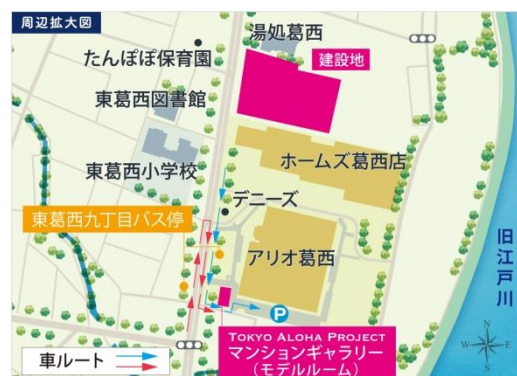 周辺拡大図
湯処葛西
建設地
たんぽぽ保育園
東葛西図書館
ホームズ葛西店
東葛西小学校
デニーズ
東葛西九丁目バス停
アリオ葛西
旧江戸川
P
TOKYO ALOHA PROJECT
マンションギャラリー
(モデルルーム)
車ルート
N
W
E
S